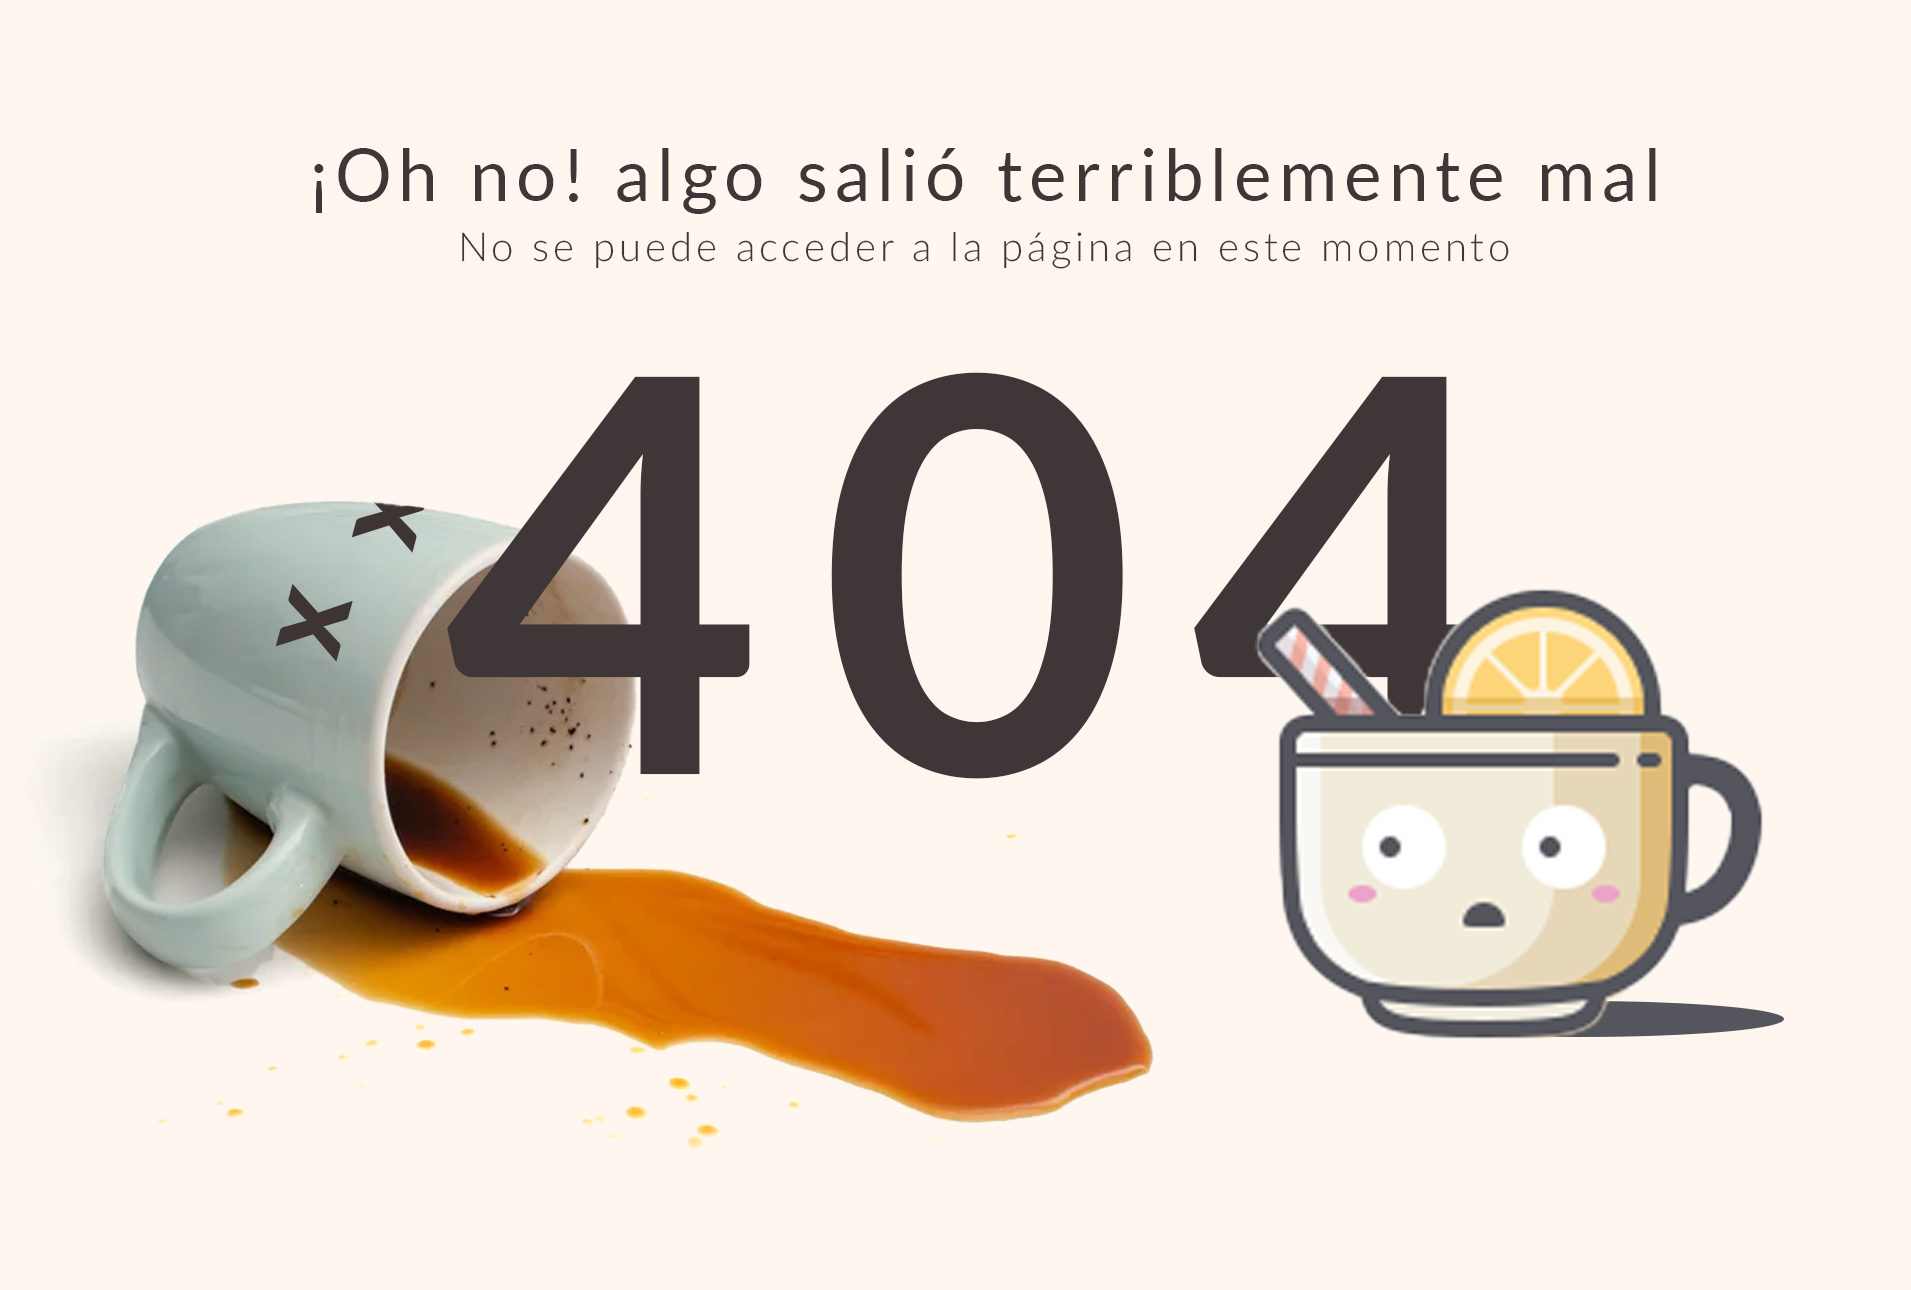 ¡Oh no! algo salió terriblemente mal
No se puede acceder a la página en este momento
404